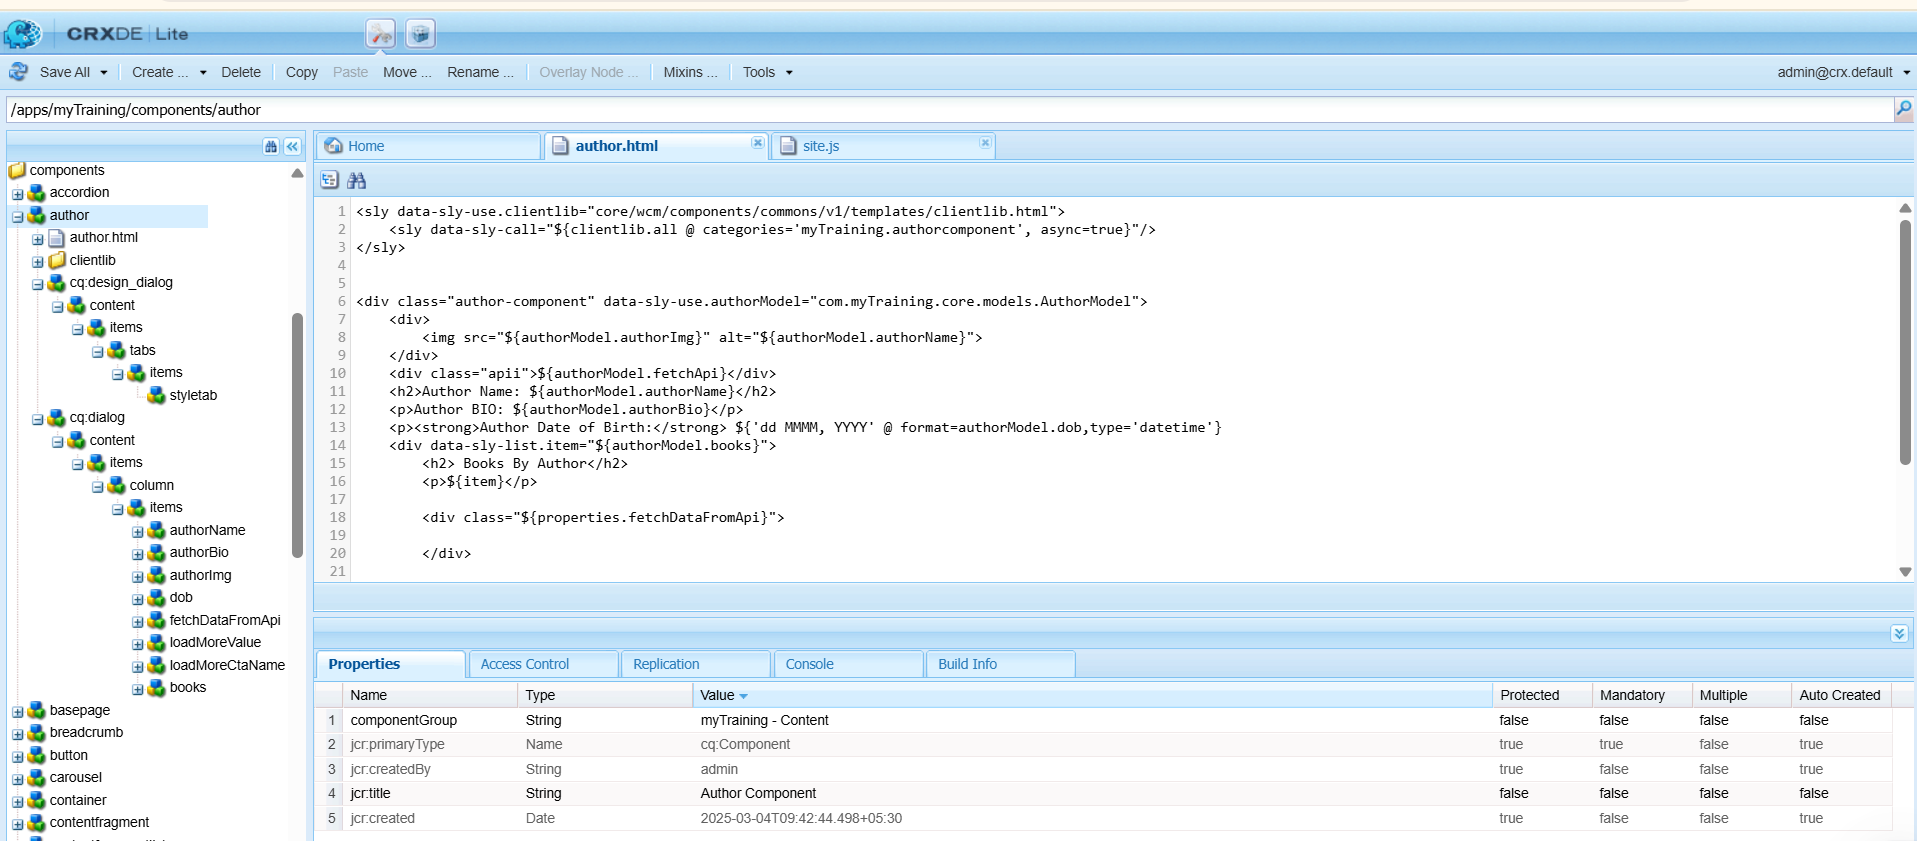 CRXDE | Lite
Save All Create ... Delete Copy Paste Move ... Rename ... Overlay Node ... Mixins ... Tools admin@crx.default
/apps/myTraining/components/author
components
accordion
author
author.html
clientlib
cq:design_dialog
content
items
tabs
items
styletab
cq:dialog
content
items
column
items
authorName
authorBio
authorImg
dob
fetchDataFromApi
loadMoreValue
loadMoreCtaName
books
basepage
breadcrumb
button
carousel
container
contentfragment
Home author.html site.js
1 <sly data-sly-use.clientlib="core/wcm/components/commons/v1/templates/clientlib.html">
2 <sly data-sly-call="${clientlib.all @ categories='myTraining.authorcomponent', async=true}"/>
3 </sly>
4
5
6 <div class="author-component" data-sly-use.authorModel="com.myTraining.core.models.AuthorModel">
7 <div>
8 <img src="${authorModel.authorImg}" alt="${authorModel.authorName}">
9 </div>
10 <div class="apii">${authorModel.fetchApi}</div>
11 <h2>Author Name: ${authorModel.authorName}</h2>
12 <p>Author BIO: ${authorModel.authorBio}</p>
13 <p><strong>Author Date of Birth:</strong> ${'dd MMMM, YYYY' @ format=authorModel.dob,type='datetime'}
14 <div data-sly-list.item="${authorModel.books}">
15 <h2> Books By Author</h2>
16 <p>${item}</p>
17
18 <div class="${properties.fetchDataFromApi}">
19
20 </div>
21
Properties Access Control Replication Console Build Info
Name Type Value Protected Mandatory Multiple Auto Created
1 componentGroup String myTraining - Content false false false false
2 jcr:primaryType Name cq:Component true true false true
3 jcr:createdBy String admin true false false true
4 jcr:title String Author Component false false false false
5 jcr:created Date 2025-03-04T09:42:44.498+05:30 true false false true